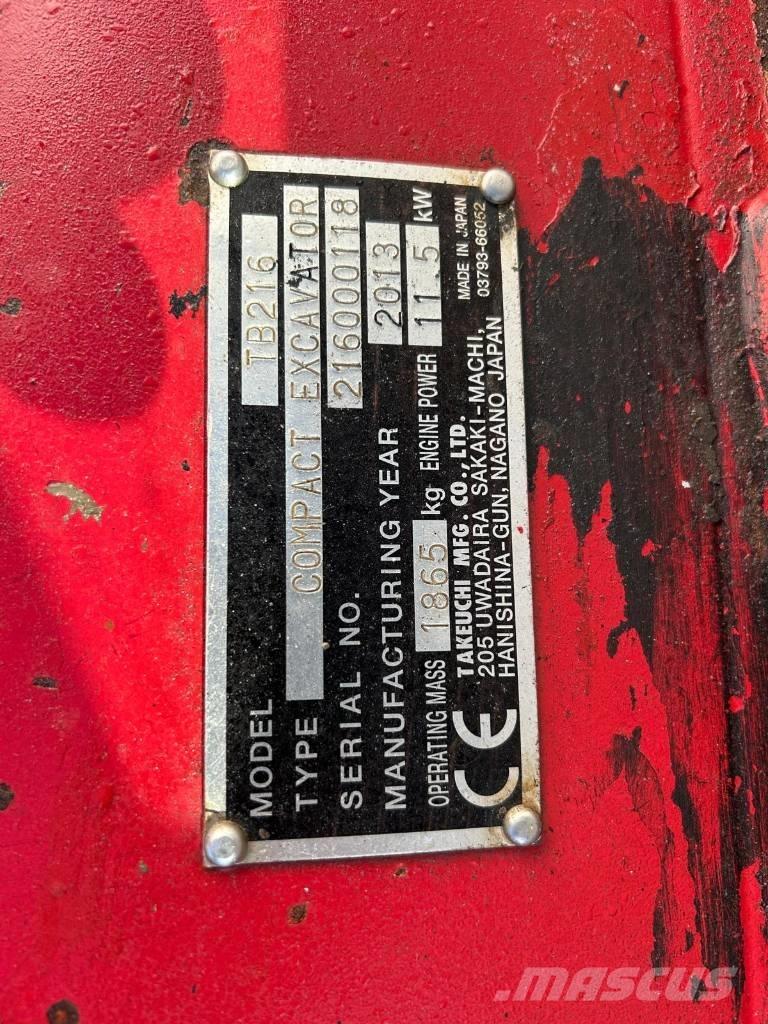 MODEL TB216
TYPE COMPACT EXCAVATOR
SERIAL NO. 216000118
MANUFACTURING YEAR 2013
OPERATING MASS 1865 kg ENGINE POWER 11.5 kW
CE TAKEUCHI MFG. CO., LTD. MADE IN JAPAN
205 UWADAIRA SAKAKI-MACHI, 03793-66052
HANISHINA-GUN, NAGANO JAPAN
MASCUS